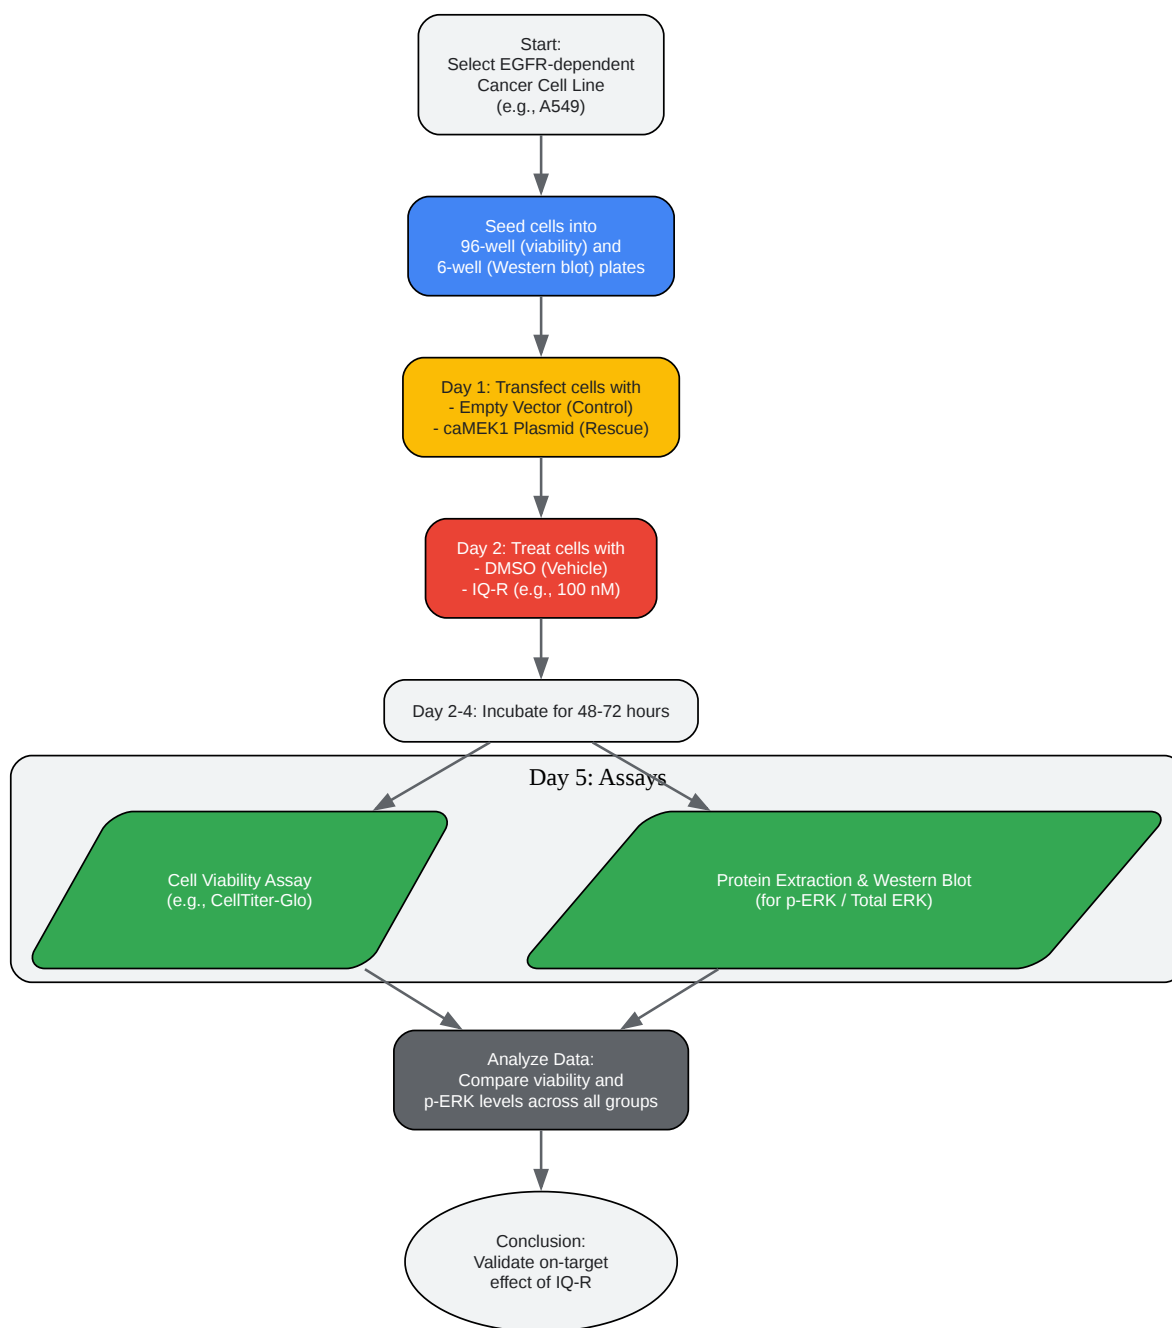 Start:
Select EGFR-dependent
Cancer Cell Line
(e.g., A549)
Seed cells into
96-well (viability) and
6-well (Western blot) plates
Day 1: Transfect cells with
- Empty Vector (Control)
- caMEK1 Plasmid (Rescue)
Day 2: Treat cells with
- DMSO (Vehicle)
- IQ-R (e.g., 100 nM)
Day 2-4: Incubate for 48-72 hours
Day 5: Assays
Cell Viability Assay
(e.g., CellTiter-Glo)
Protein Extraction & Western Blot
(for p-ERK / Total ERK)
Analyze Data:
Compare viability and
p-ERK levels across all groups
Conclusion:
Validate on-target
effect of IQ-R